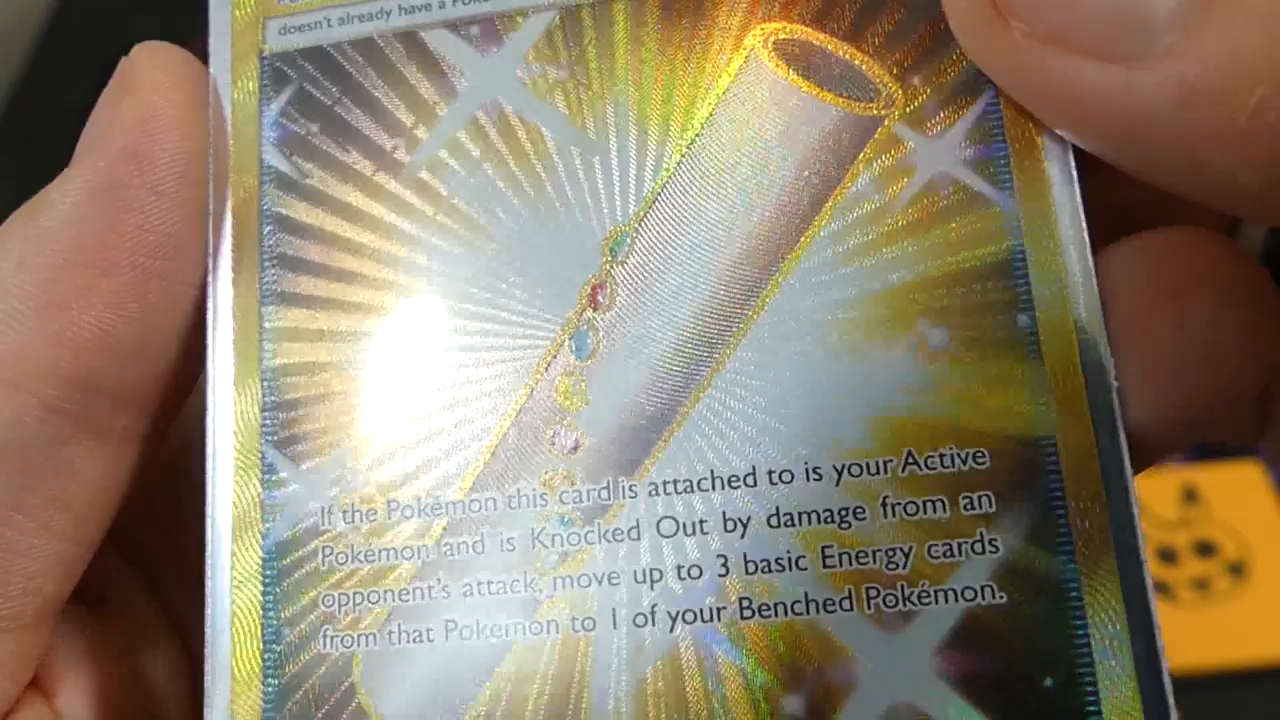 doesn't already have a Poké
If the Pokémon this card is attached to is your Active
Pokémon and is Knocked Out by damage from an
opponent's attack, move up to 3 basic Energy cards
from that Pokémon to 1 of your Benched Pokémon.